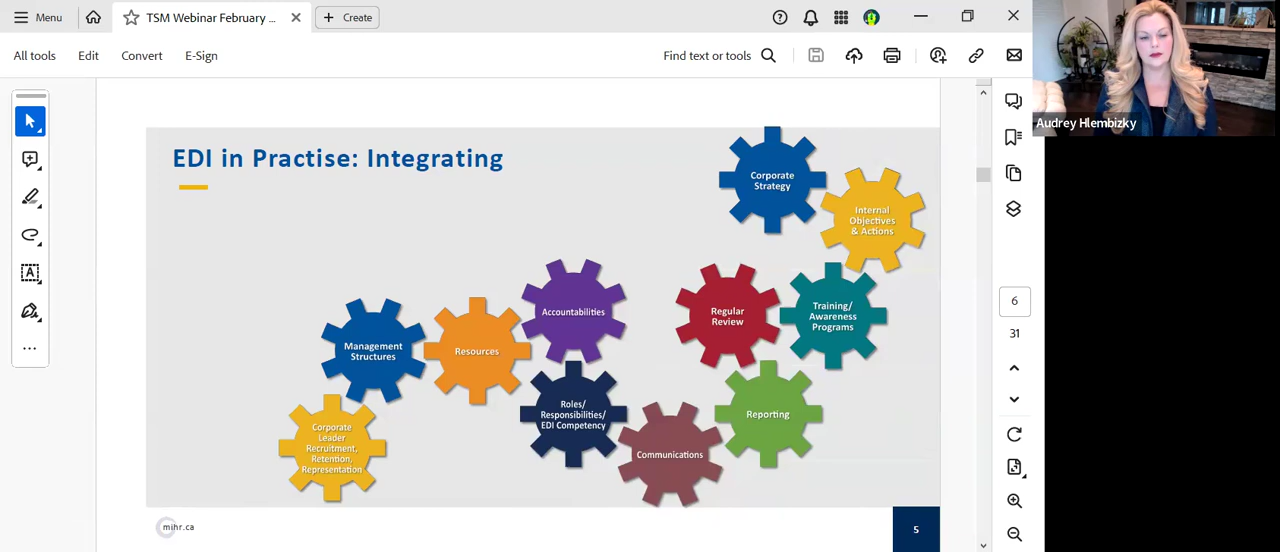 Menu
TSM Webinar February ...
Create
All tools
Edit
Convert
E-Sign
Find text or tools
Audrey Hlembizky
EDI in Practise: Integrating
Corporate
Strategy
Internal
Objectives
& Actions
Accountabilities
Regular
Review
Training/
Awareness
Programs
Management
Structures
Resources
Roles/
Responsibilities/
EDI Competency
Reporting
Corporate
Leader
Recruitment,
Retention,
Representation
Communications
mihr.ca
5
6
31